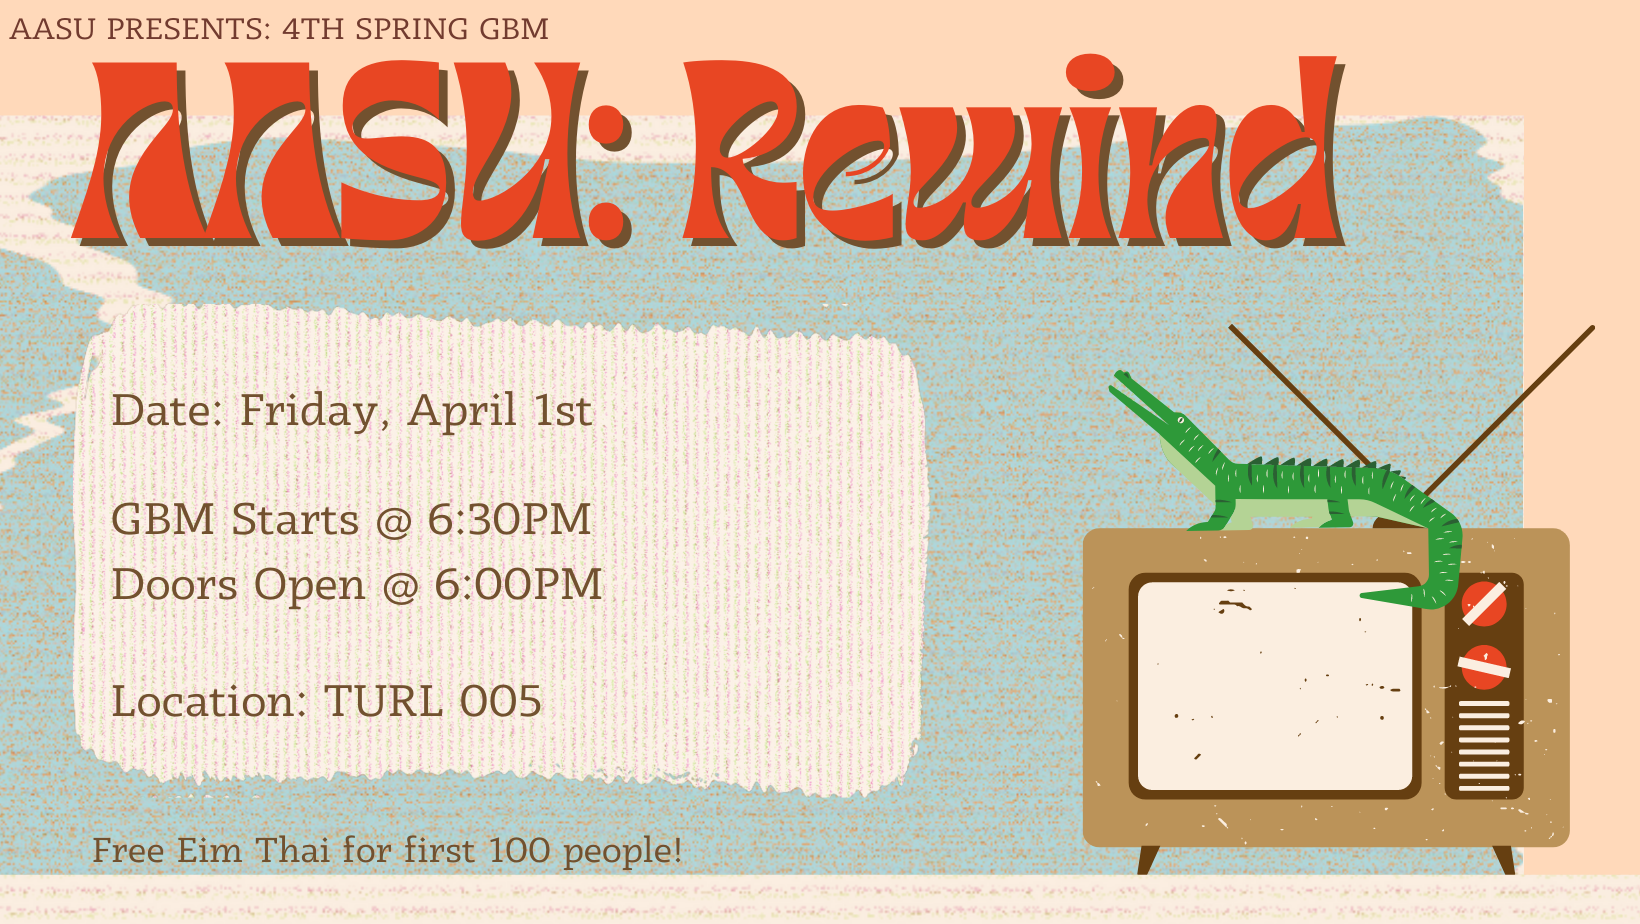 AASU PRESENTS: 4TH SPRING GBM
AASU: Rewind
Date: Friday, April 1st
GBM Starts @ 6:30PM
Doors Open @ 6:00PM
Location: TURL 005
Free Eim Thai for first 100 people!